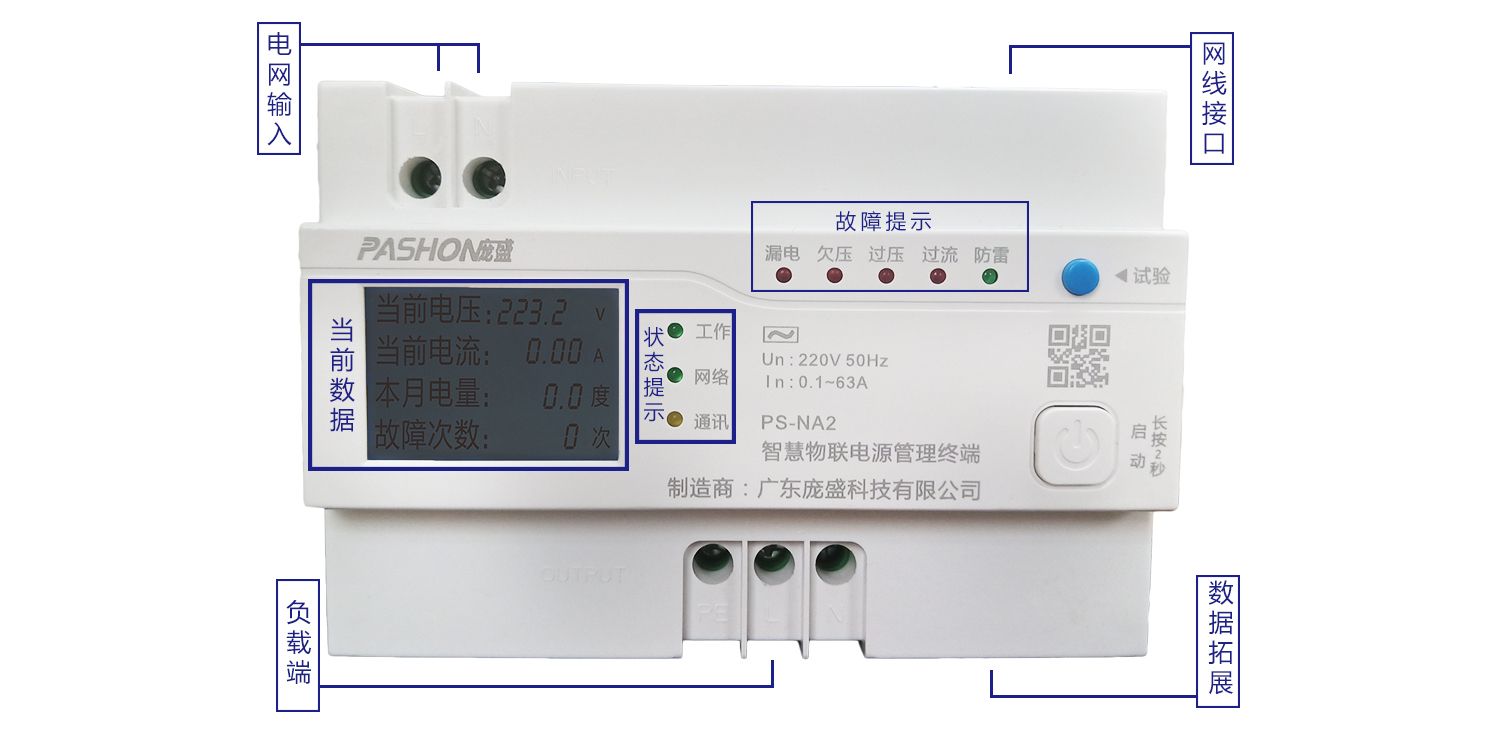 电网输入
网线接口
L N
INPUT
PASHON庞盛
故障提示
漏电 欠压 过压 过流 防雷
试验
当前数据
当前电压:223.2 V
当前电流: 0.00 A
本月电量: 0.0 度
故障次数: 0 次
状态提示
工作
网络
通讯
Un:220V 50Hz
In:0.1~63A
PS-NA2
智慧物联电源管理终端
制造商：广东庞盛科技有限公司
长按2秒
启动
OUTPUT
PE L N
负载端
数据拓展